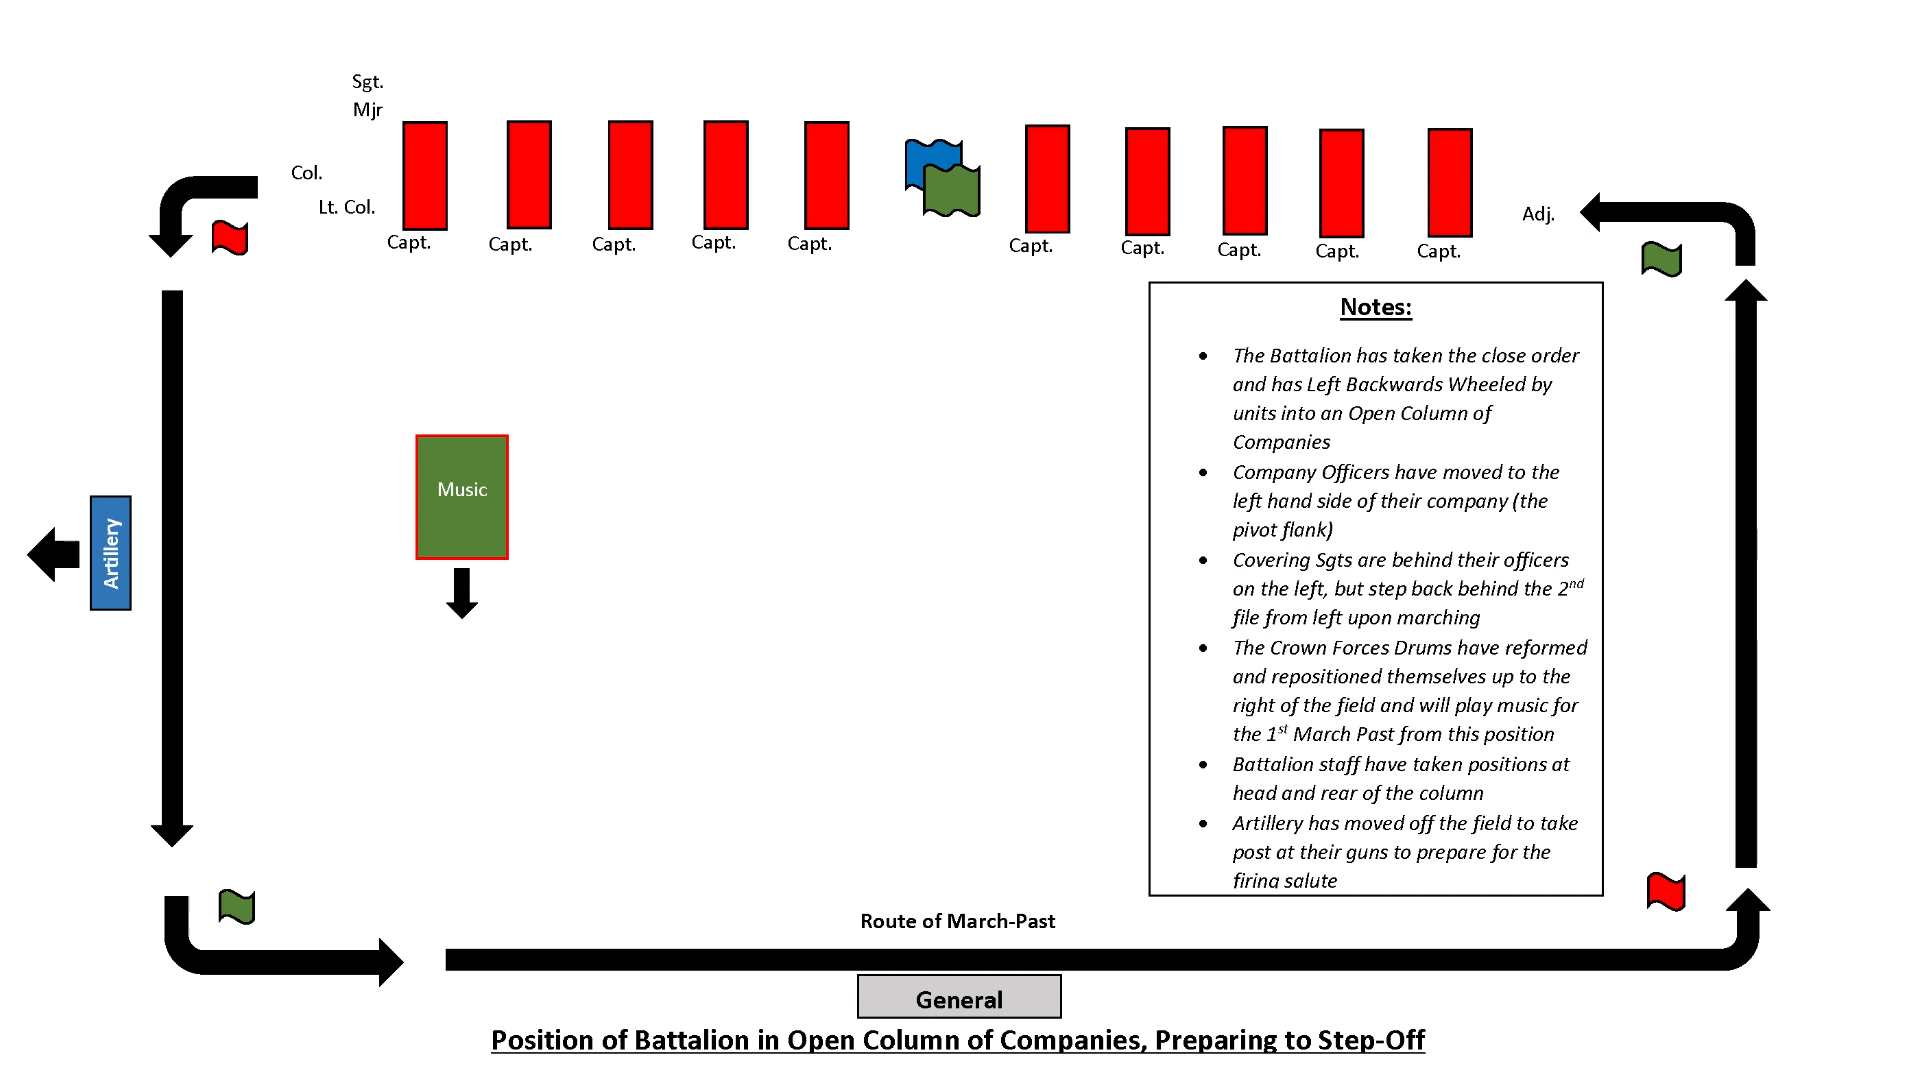 Sgt.
Mjr
Col.
Lt. Col.
Capt.
Capt.
Capt.
Capt.
Capt.
Capt.
Capt.
Capt.
Capt.
Capt.
Adj.
Notes:
• The Battalion has taken the close order
and has Left Backwards Wheeled by
units into an Open Column of
Companies
• Company Officers have moved to the
left hand side of their company (the
pivot flank)
• Covering Sgts are behind their officers
on the left, but step back behind the 2nd
file from left upon marching
• The Crown Forces Drums have reformed
and repositioned themselves up to the
right of the field and will play music for
the 1st March Past from this position
• Battalion staff have taken positions at
head and rear of the column
• Artillery has moved off the field to take
post at their guns to prepare for the
firing salute
Music
Artillery
Route of March-Past
General
Position of Battalion in Open Column of Companies, Preparing to Step-Off